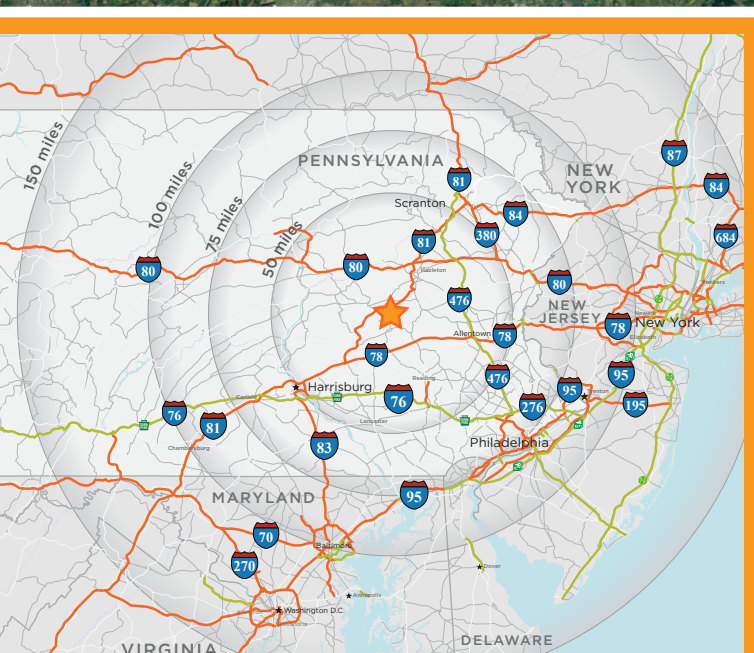 150 miles
100 miles
75 miles
50 miles
PENNSYLVANIA
NEW
YORK
87
84
684
81
Scranton
84
380
81
80
80
Hazleton
476
80
NEW
JERSEY
Newark
New York
Elizabeth
78
Allentown
78
78
95
Harrisburg
Reading
476
95
Trenton
195
76
276
Carlisle
76
81
Lancaster
Philadelphia
Chambersburg
83
MARYLAND
95
70
270
Baltimore
Dover
Annapolis
Washington D.C.
VIRGINIA
DELAWARE